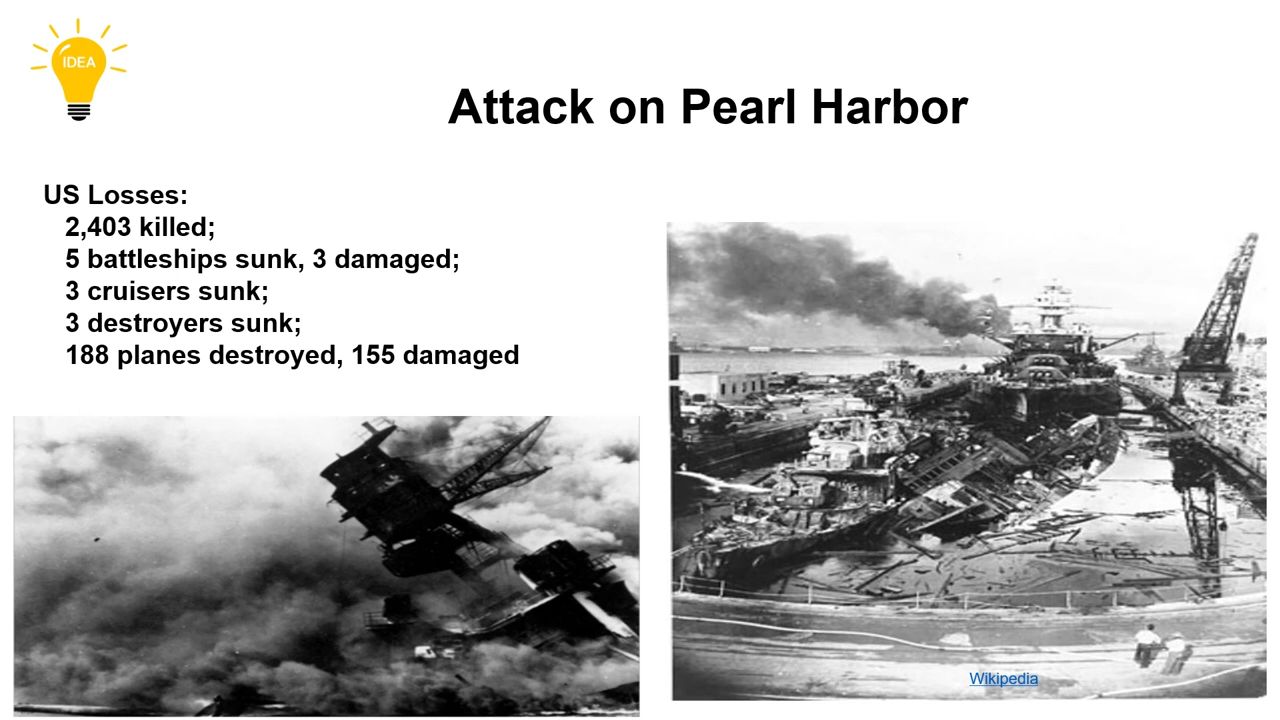 IDEA
Attack on Pearl Harbor
US Losses:
2,403 killed;
5 battleships sunk, 3 damaged;
3 cruisers sunk;
3 destroyers sunk;
188 planes destroyed, 155 damaged
Wikipedia